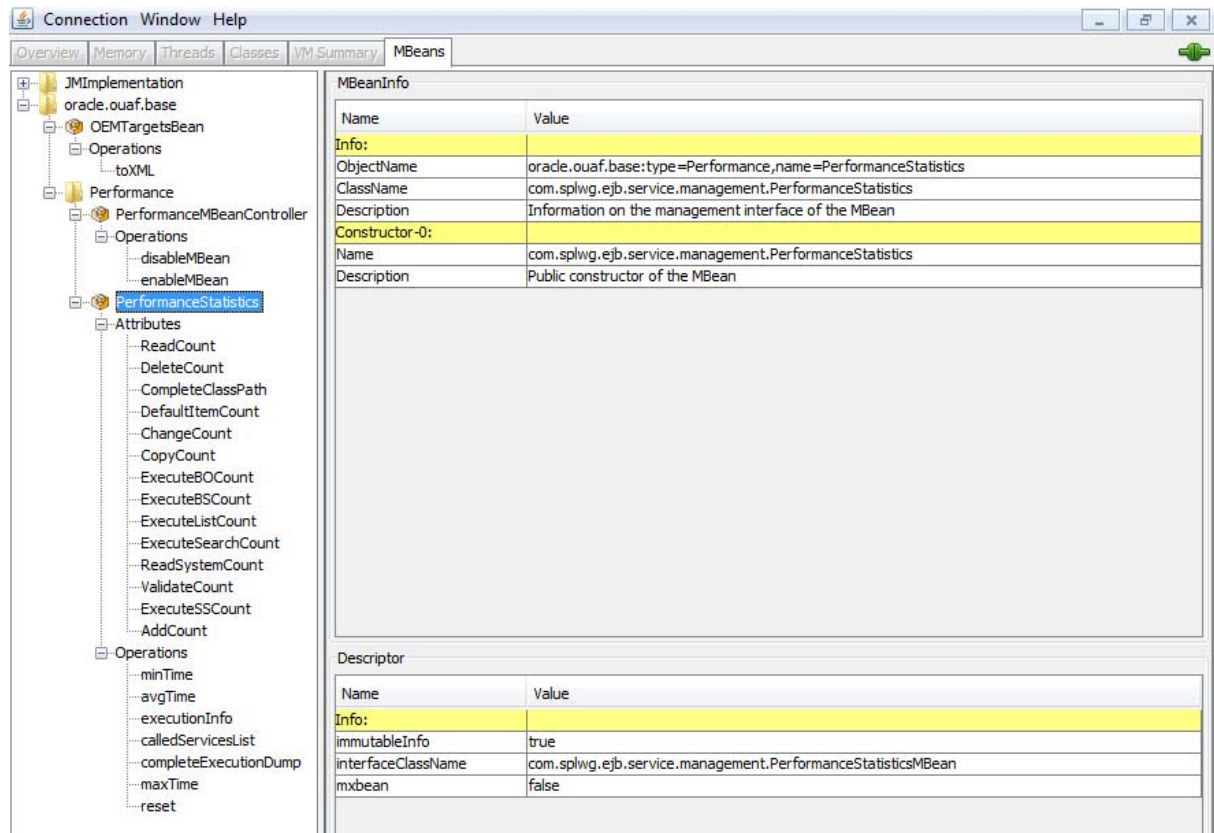 Connection Window Help
Overview Memory Threads Classes VM Summary MBeans
JMImplementation
oracle.ouaf.base
OEMTargetsBean
Operations
toXML
Performance
PerformanceMBeanController
Operations
disableMBean
enableMBean
PerformanceStatistics
Attributes
ReadCount
DeleteCount
CompleteClassPath
DefaultItemCount
ChangeCount
CopyCount
ExecuteBOCount
ExecuteBSCount
ExecuteListCount
ExecuteSearchCount
ReadSystemCount
ValidateCount
ExecuteSSCount
AddCount
Operations
minTime
avgTime
executionInfo
calledServicesList
completeExecutionDump
maxTime
reset
MBeanInfo
Name Value
Info:
ObjectName oracle.ouaf.base:type=Performance,name=PerformanceStatistics
ClassName com.splwg.ejb.service.management.PerformanceStatistics
Description Information on the management interface of the MBean
Constructor-0:
Name com.splwg.ejb.service.management.PerformanceStatistics
Description Public constructor of the MBean
Descriptor
Name Value
Info:
immutableInfo true
interfaceClassName com.splwg.ejb.service.management.PerformanceStatisticsMBean
mxbean false